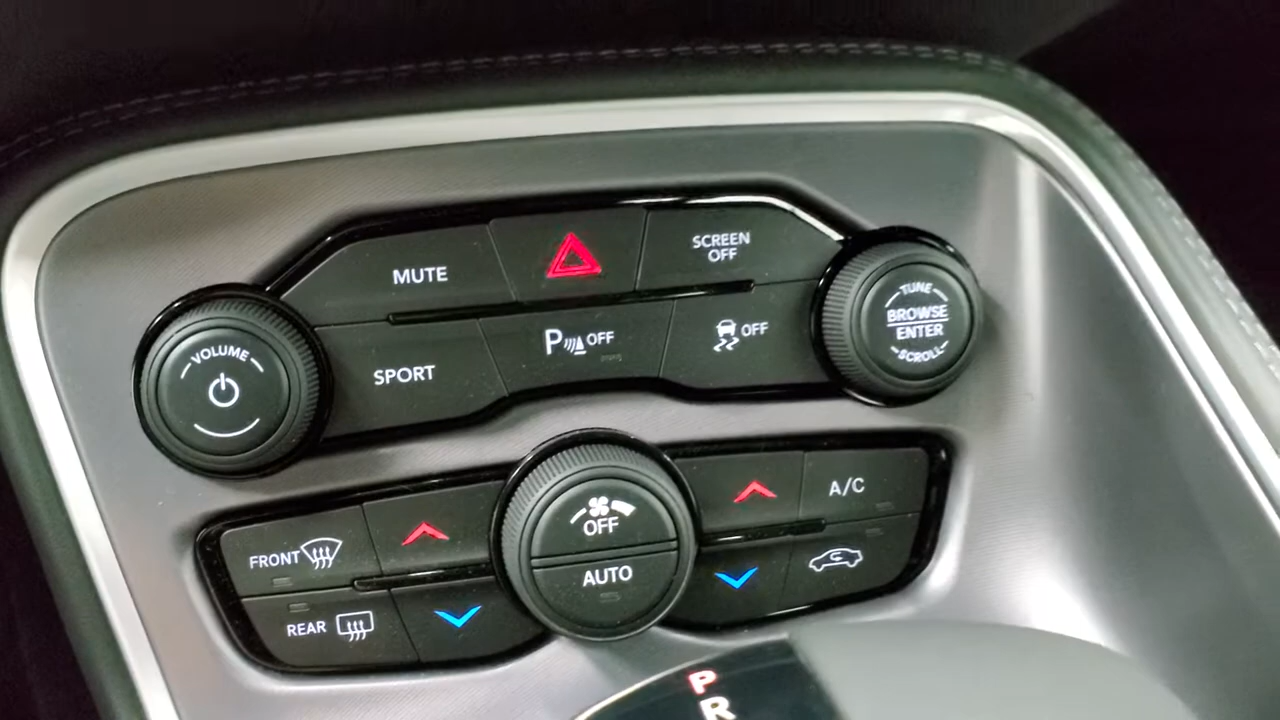 MUTE
SCREEN
OFF
TUNE
BROWSE
ENTER
SCROLL
VOLUME
SPORT
P OFF
OFF
FRONT
REAR
OFF
AUTO
A/C
P
R